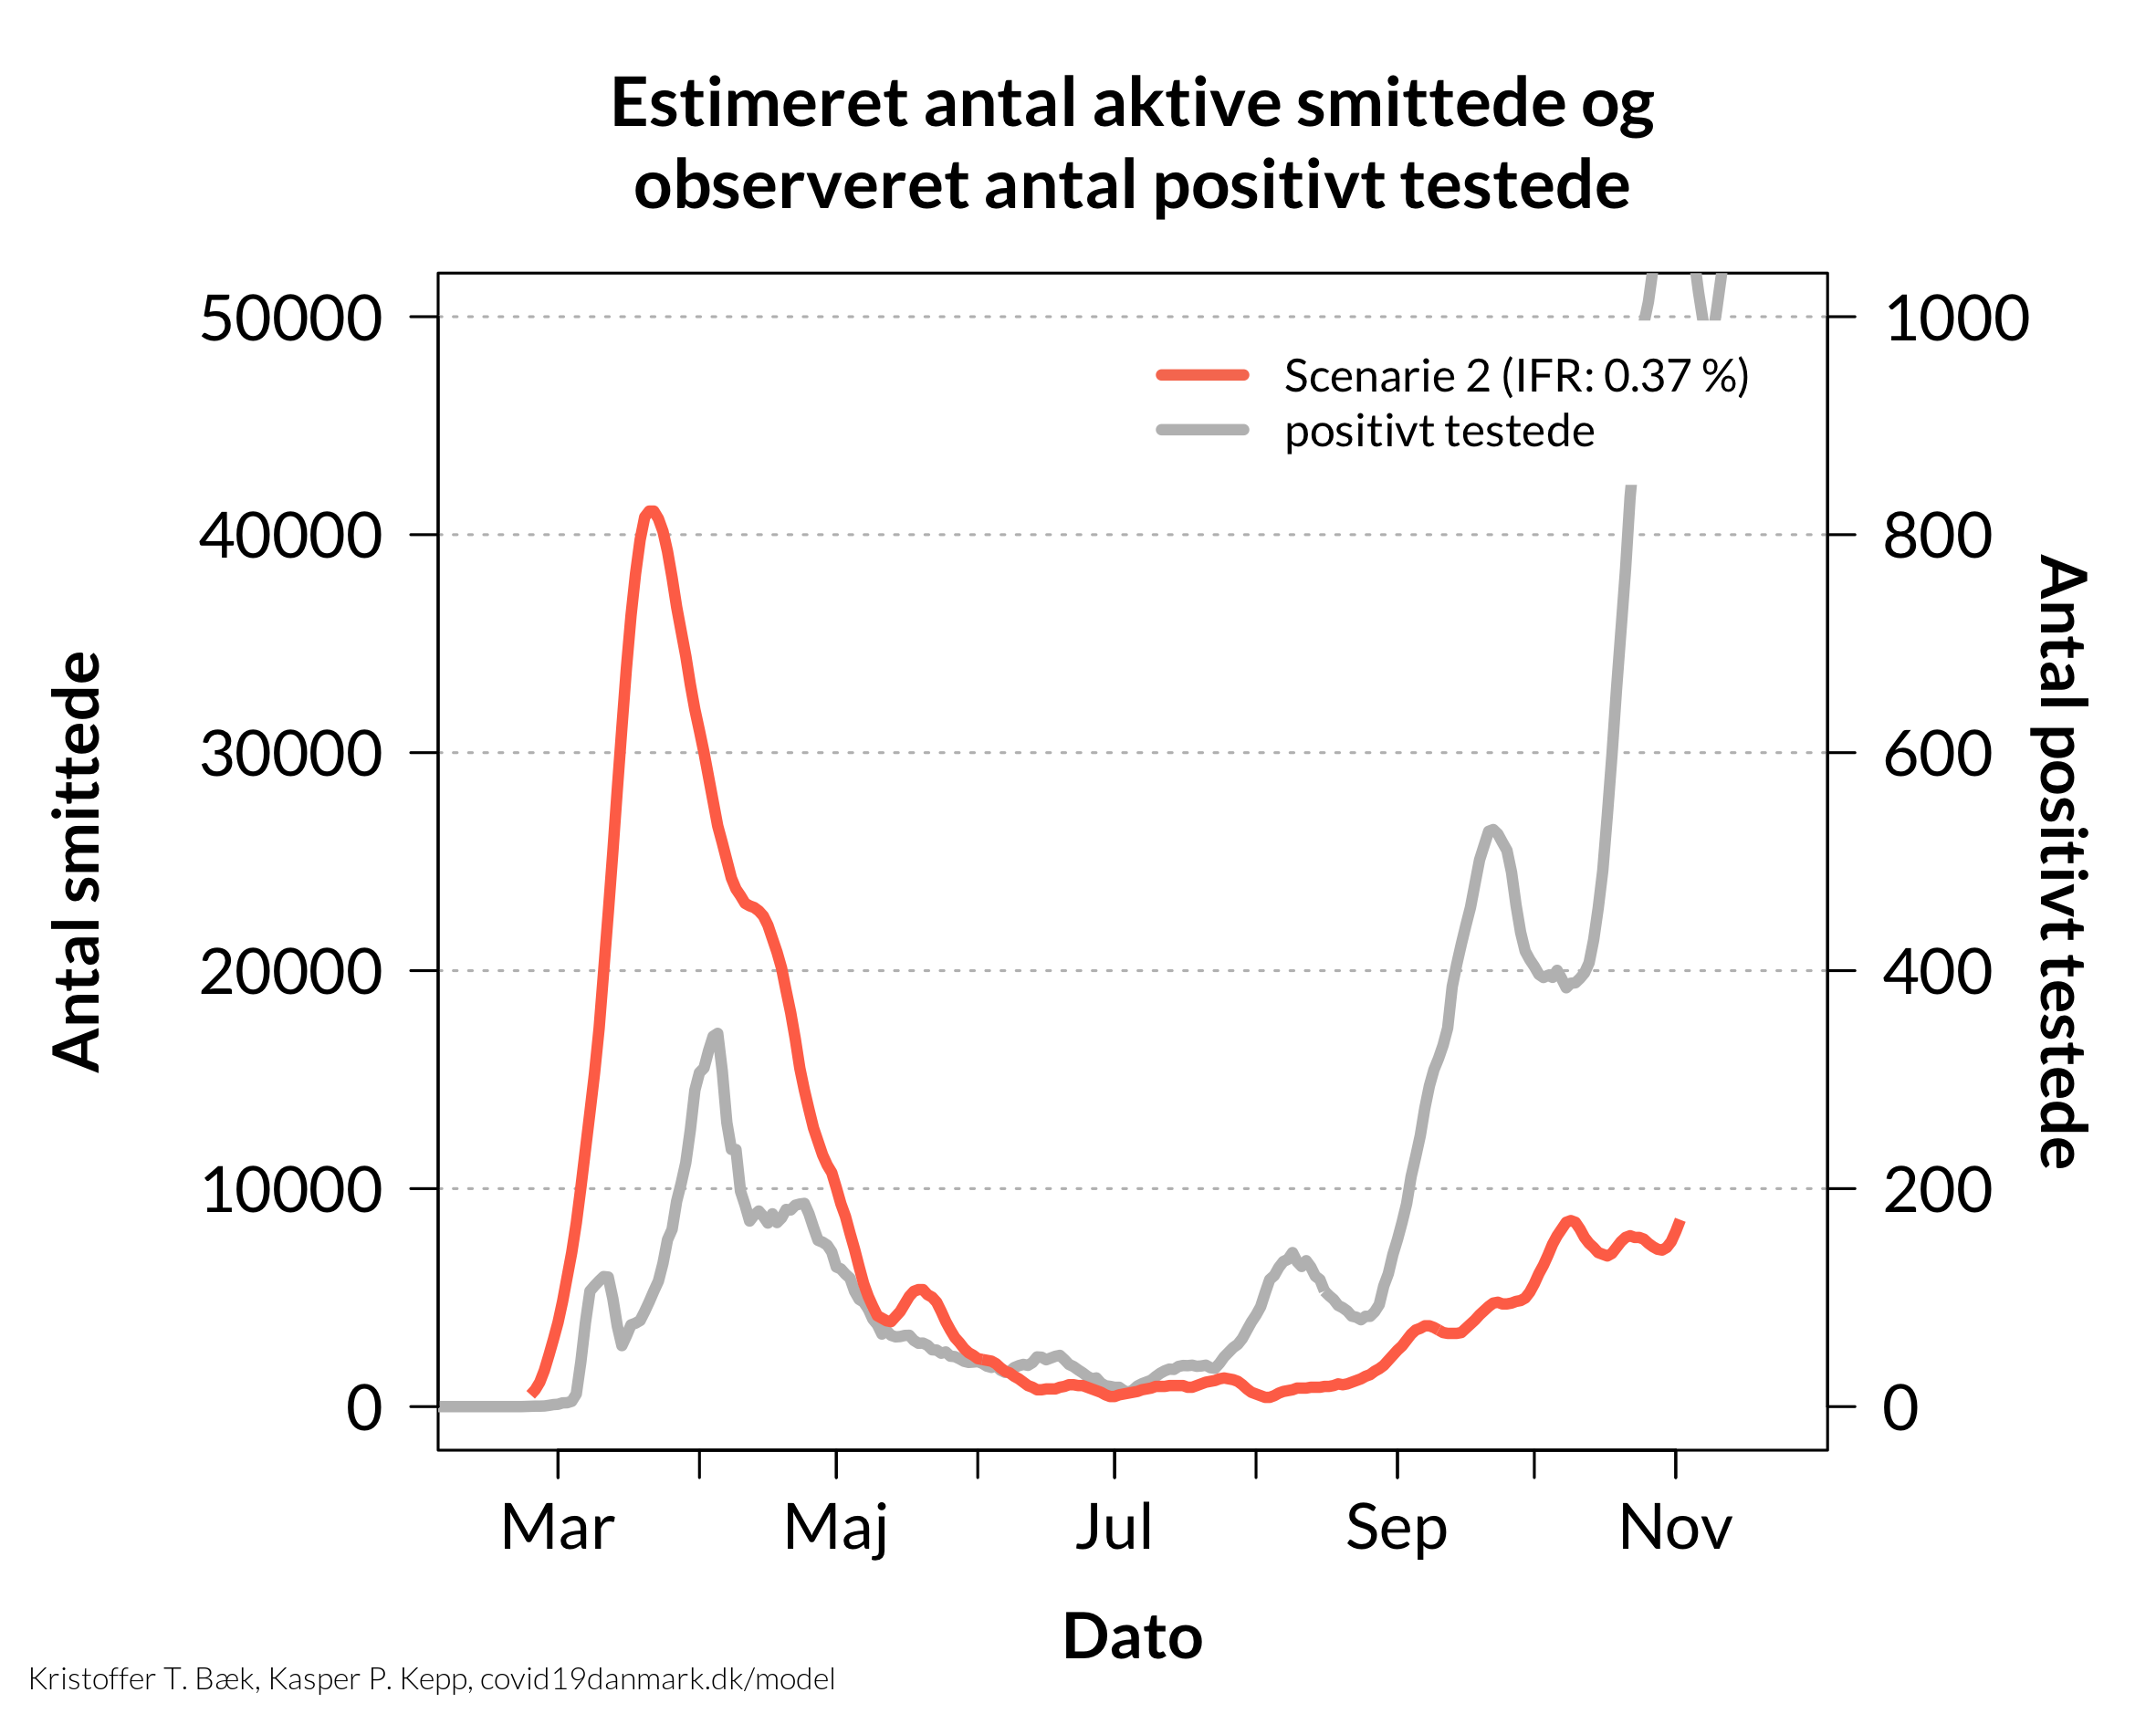 Estimeret antal aktive smittede og
observeret antal positivt testede
50000
40000
30000
20000
10000
0
Antal smittede
1000
800
600
400
200
0
Antal positivt testede
Scenarie 2 (IFR: 0.37 %)
positivt testede
Mar
Maj
Jul
Sep
Nov
Dato
Kristoffer T. Bæk, Kasper P. Kepp, covid19danmark.dk/model